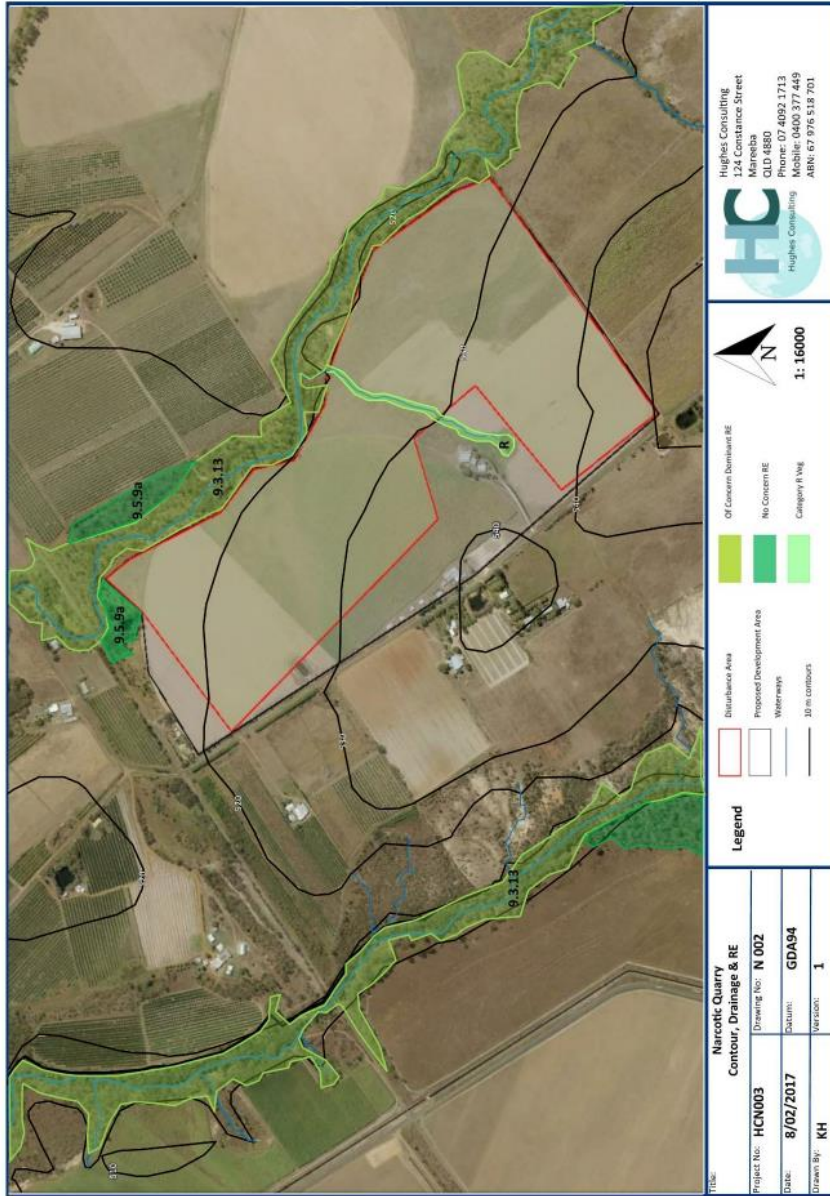 9.5.9a
9.5.9a
9.3.13
9.3.13
R
520
520
540
510
Title:
Narcotic Quarry
Contour, Drainage & RE
Project No: HCN003
Drawing No: N 002
Date: 8/02/2017
Datum: GDA94
Drawn By: KH
Version: 1
Legend
Disturbance Area
Proposed Development Area
Waterways
10 m contours
Of Concern Dominant RE
No Concern RE
Category R Veg
N
1: 16000
HC
Hughes Consulting
Hughes Consulting
124 Constance Street
Mareeba
QLD 4880
Phone: 07 4092 1713
Mobile: 0400 377 449
ABN: 67 976 518 701